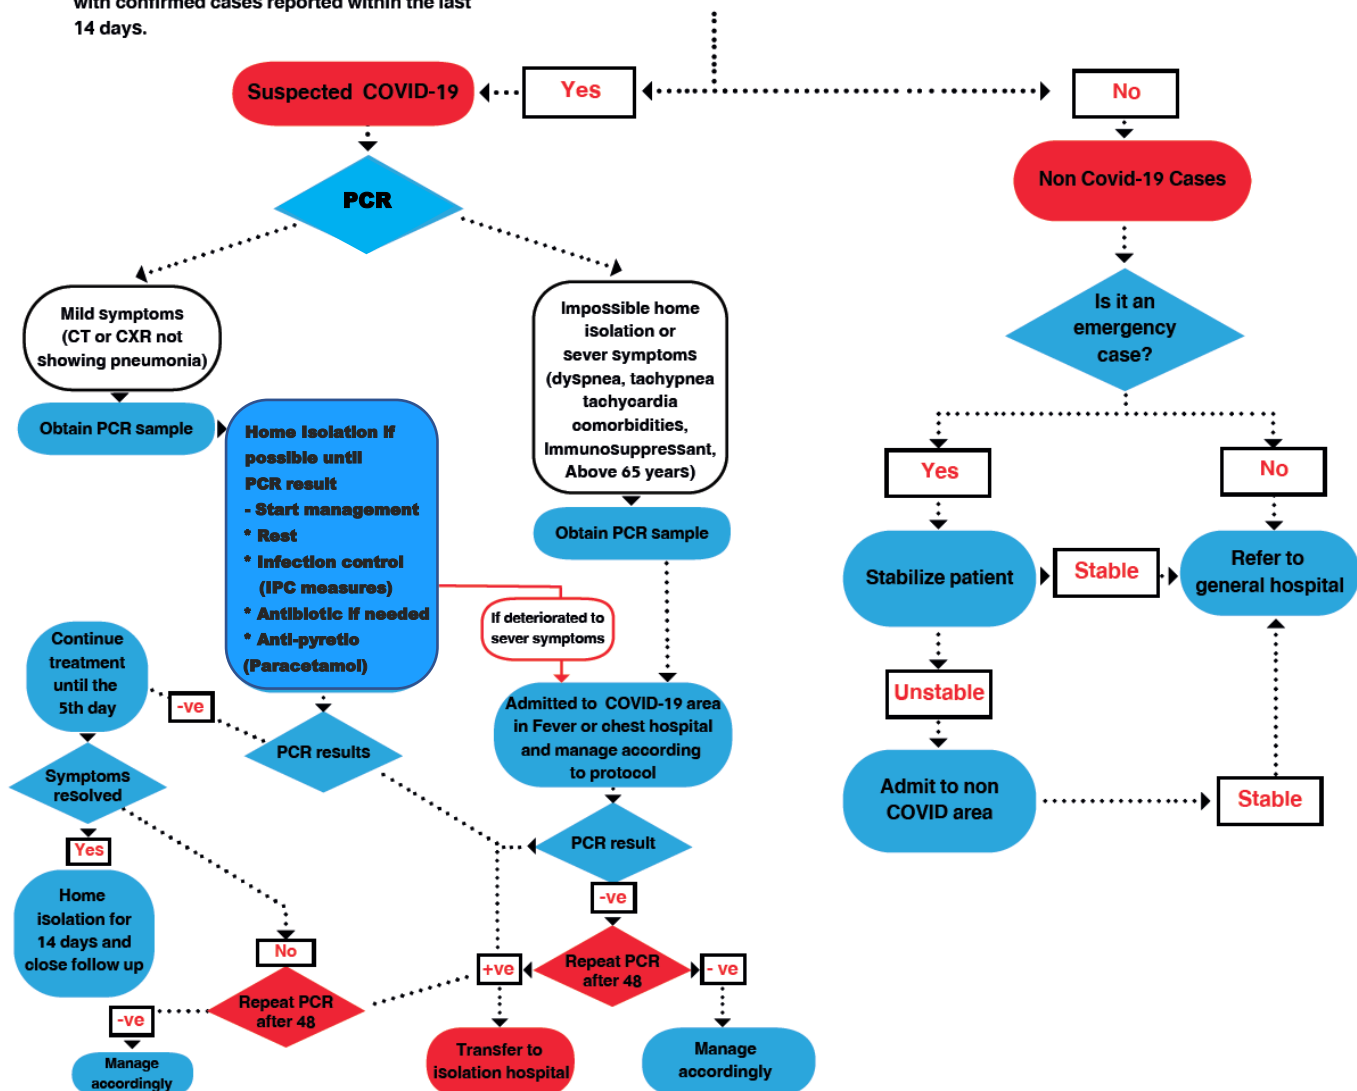 with confirmed cases reported within the last
14 days.
Suspected COVID-19
Yes
No
PCR
Non Covid-19 Cases
Mild symptoms
(CT or CXR not
showing pneumonia)
Obtain PCR sample
Home Isolation if
possible until
PCR result
- Start management
* Rest
* Infection control
(IPC measures)
* Antibiotic if needed
* Anti-pyretio
(Paracetamol)
Impossible home
isolation or
sever symptoms
(dyspnea, tachypnea
tachycardia
comorbidities,
Immunosuppressant,
Above 65 years)
Obtain PCR sample
If deteriorated to
sever symptoms
Is it an
emergency
case?
Yes
No
Stabilize patient
Stable
Refer to
general hospital
Unstable
Admit to non
COVID area
Stable
Continue
treatment
until the
5th day
-ve
PCR results
Admitted to COVID-19 area
in Fever or chest hospital
and manage according
to protocol
Symptoms
resolved
Yes
Home
isolation for
14 days and
close follow up
No
Repeat PCR
after 48
-ve
Manage
accordingly
PCR result
-ve
Repeat PCR
after 48
+ve
- ve
Transfer to
isolation hospital
Manage
accordingly